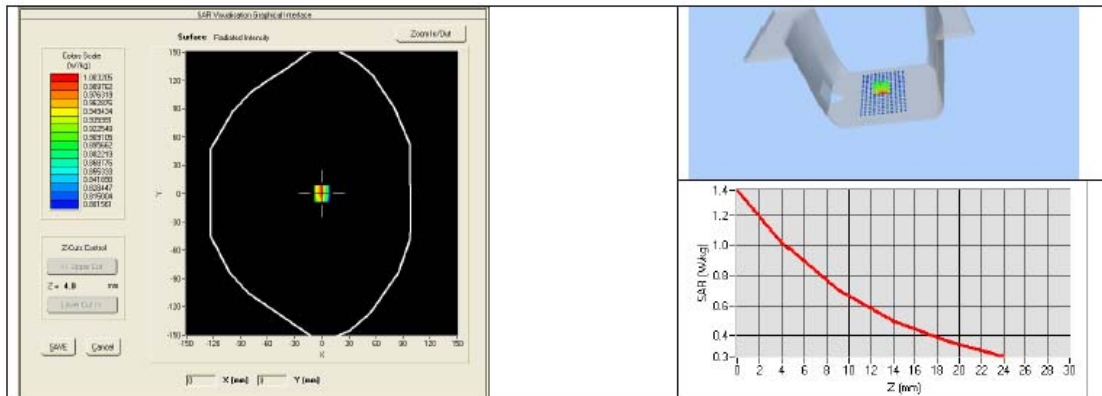 SAR Visualisation Graphical Interface
Surface Radiated Intensity
Zoom In/Out
Colors Scale
(W/kg)
1.003205
0.989762
0.976319
0.962876
0.949434
0.922549
0.909106
0.895662
0.882219
0.868776
0.855333
0.841890
0.828447
0.815004
0.801561
150
120
90
60
30
0
-30
-60
-90
-120
-150
Y
-150 -120 -90 -60 -30 0 30 60 90 120 150
X
Z-Cuts Control
<< Upper Cut
Z = 4.0 mm
Lower Cut >>
SAVE Cancel
X (mm) Y (mm)
1.4
1.2
1.0
0.8
0.6
0.4
0.3
SAR (W/kg)
0 2 4 6 8 10 12 14 16 18 20 22 24 26 28 30
Z (mm)